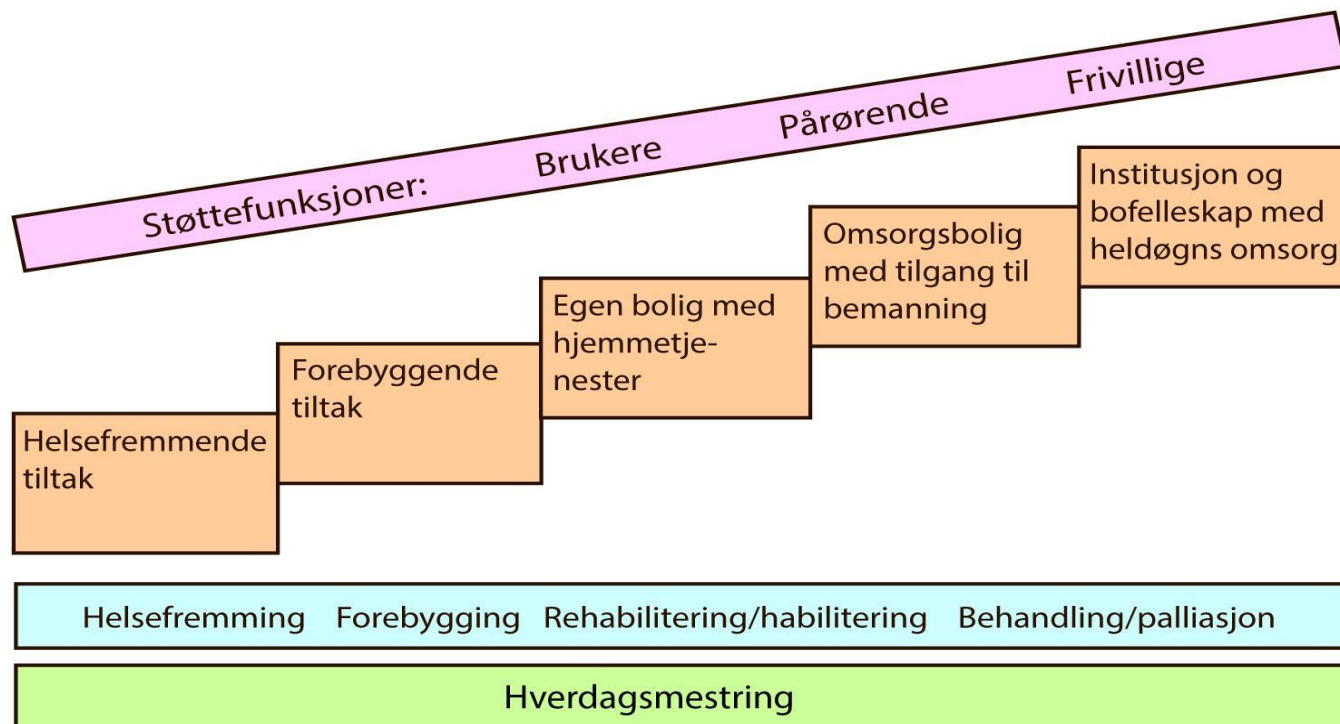 Støttefunksjoner: Brukere Pårørende Frivillige
Helsefremmende
tiltak
Forebyggende
tiltak
Egen bolig med
hjemmetje-
nester
Omsorgsbolig
med tilgang til
bemanning
Institusjon og
bofelleskap med
heldøgns omsorg
Helsefremming Forebygging Rehabilitering/habilitering Behandling/palliasjon
Hverdagsmestring